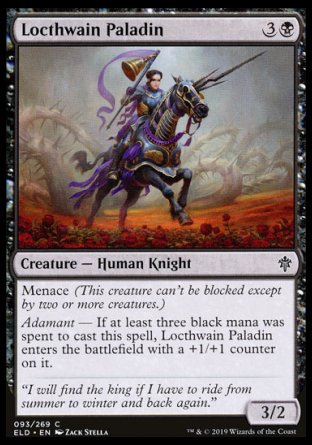 Locthwain Paladin 3
Creature — Human Knight
Menace (This creature can't be blocked except
by two or more creatures.)
Adamant — If at least three black mana was
spent to cast this spell, Locthwain Paladin
enters the battlefield with a +1/+1 counter
on it.
"I will find the king if I have to ride from
summer to winter and back again."
3/2
093/269 C
ELD • EN ZACK STELLA
™ & © 2019 Wizards of the Coast